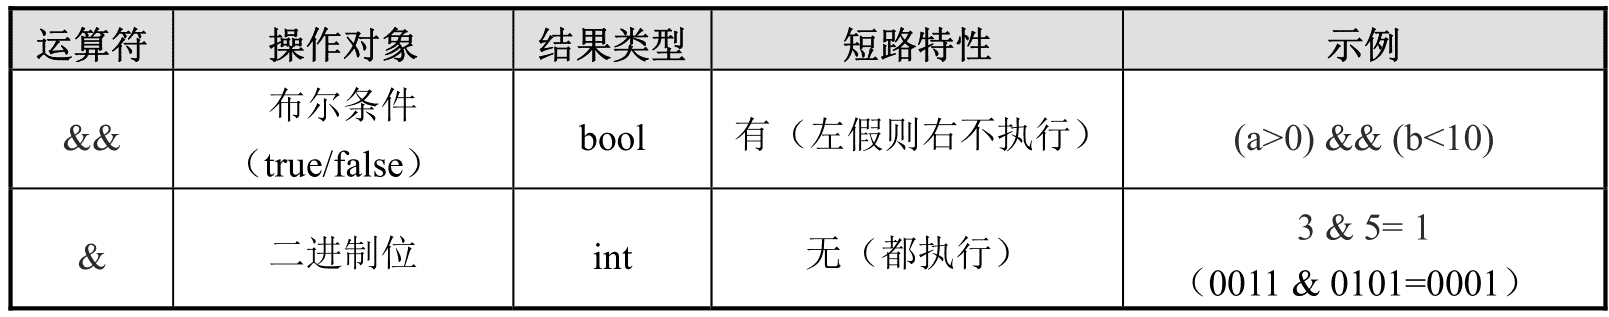 运算符 操作对象 结果类型 短路特性 示例
&& 布尔条件
（true/false） bool 有（左假则右不执行） (a>0) && (b<10)
& 二进制位 int 无（都执行） 3 & 5= 1
（0011 & 0101=0001）